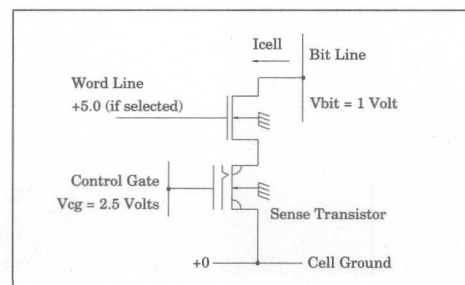 Icell
Bit Line
Word Line
+5.0 (if selected)
Vbit = 1 Volt
Control Gate
Vcg = 2.5 Volts
Sense Transistor
+0
Cell Ground